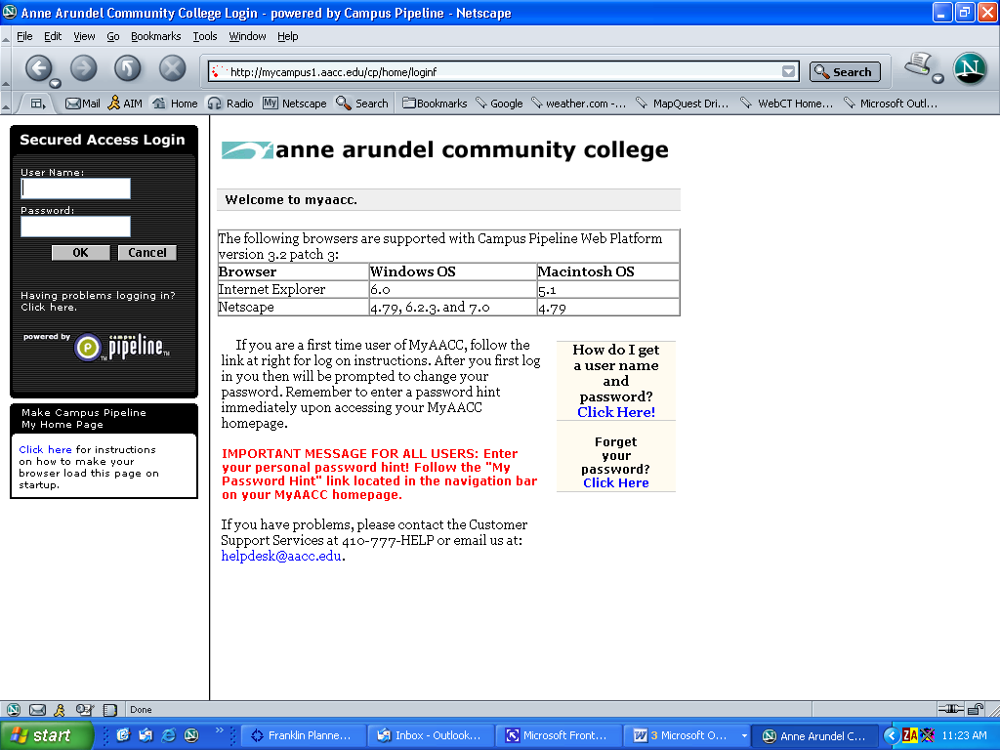 Anne Arundel Community College Login - powered by Campus Pipeline - Netscape
File Edit View Go Bookmarks Tools Window Help
http://mycampus1.aacc.edu/cp/home/loginf
Search
Mail AIM Home Radio My Netscape Search Bookmarks Google weather.com -... MapQuest Dri... WebCT Home... Microsoft Outl...
Secured Access Login
User Name:
Password:
OK Cancel
Having problems logging in?
Click here.
powered by campus pipeline™
Make Campus Pipeline
My Home Page
Click here for instructions
on how to make your
browser load this page on
startup.
anne arundel community college
Welcome to myaacc.
The following browsers are supported with Campus Pipeline Web Platform
version 3.2 patch 3:
Browser Windows OS Macintosh OS
Internet Explorer 6.0 5.1
Netscape 4.79, 6.2.3. and 7.0 4.79
If you are a first time user of MyAACC, follow the
link at right for log on instructions. After you first log
in you then will be prompted to change your
password. Remember to enter a password hint
immediately upon accessing your MyAACC
homepage.
IMPORTANT MESSAGE FOR ALL USERS: Enter
your personal password hint! Follow the "My
Password Hint" link located in the navigation bar
on your MyAACC homepage.
If you have problems, please contact the Customer
Support Services at 410-777-HELP or email us at:
helpdesk@aacc.edu.
How do I get
a user name
and
password?
Click Here!
Forget
your
password?
Click Here
Done
start Franklin Planne... Inbox - Outlook... Microsoft Front... 3 Microsoft O... Anne Arundel C... ZA 11:23 AM